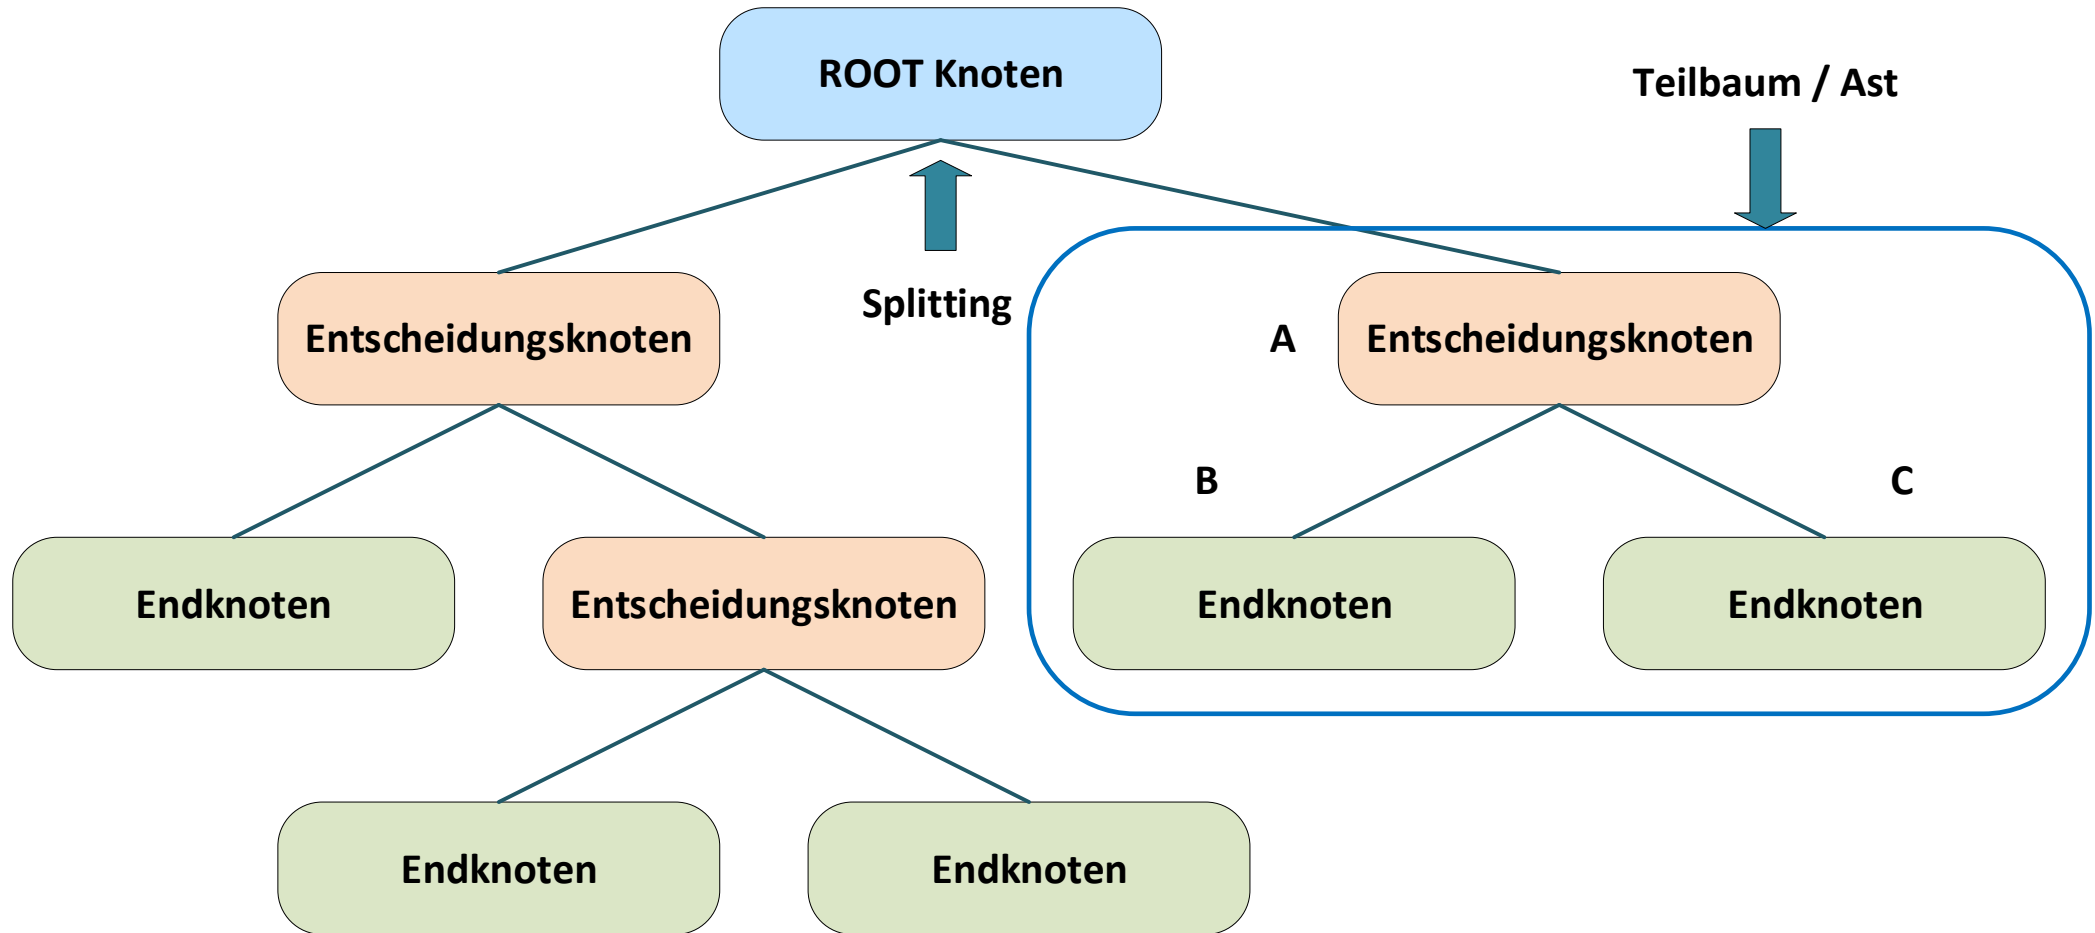 ROOT Knoten
Teilbaum / Ast
Splitting
Entscheidungsknoten
A
Entscheidungsknoten
B
C
Endknoten
Entscheidungsknoten
Endknoten
Endknoten
Endknoten
Endknoten